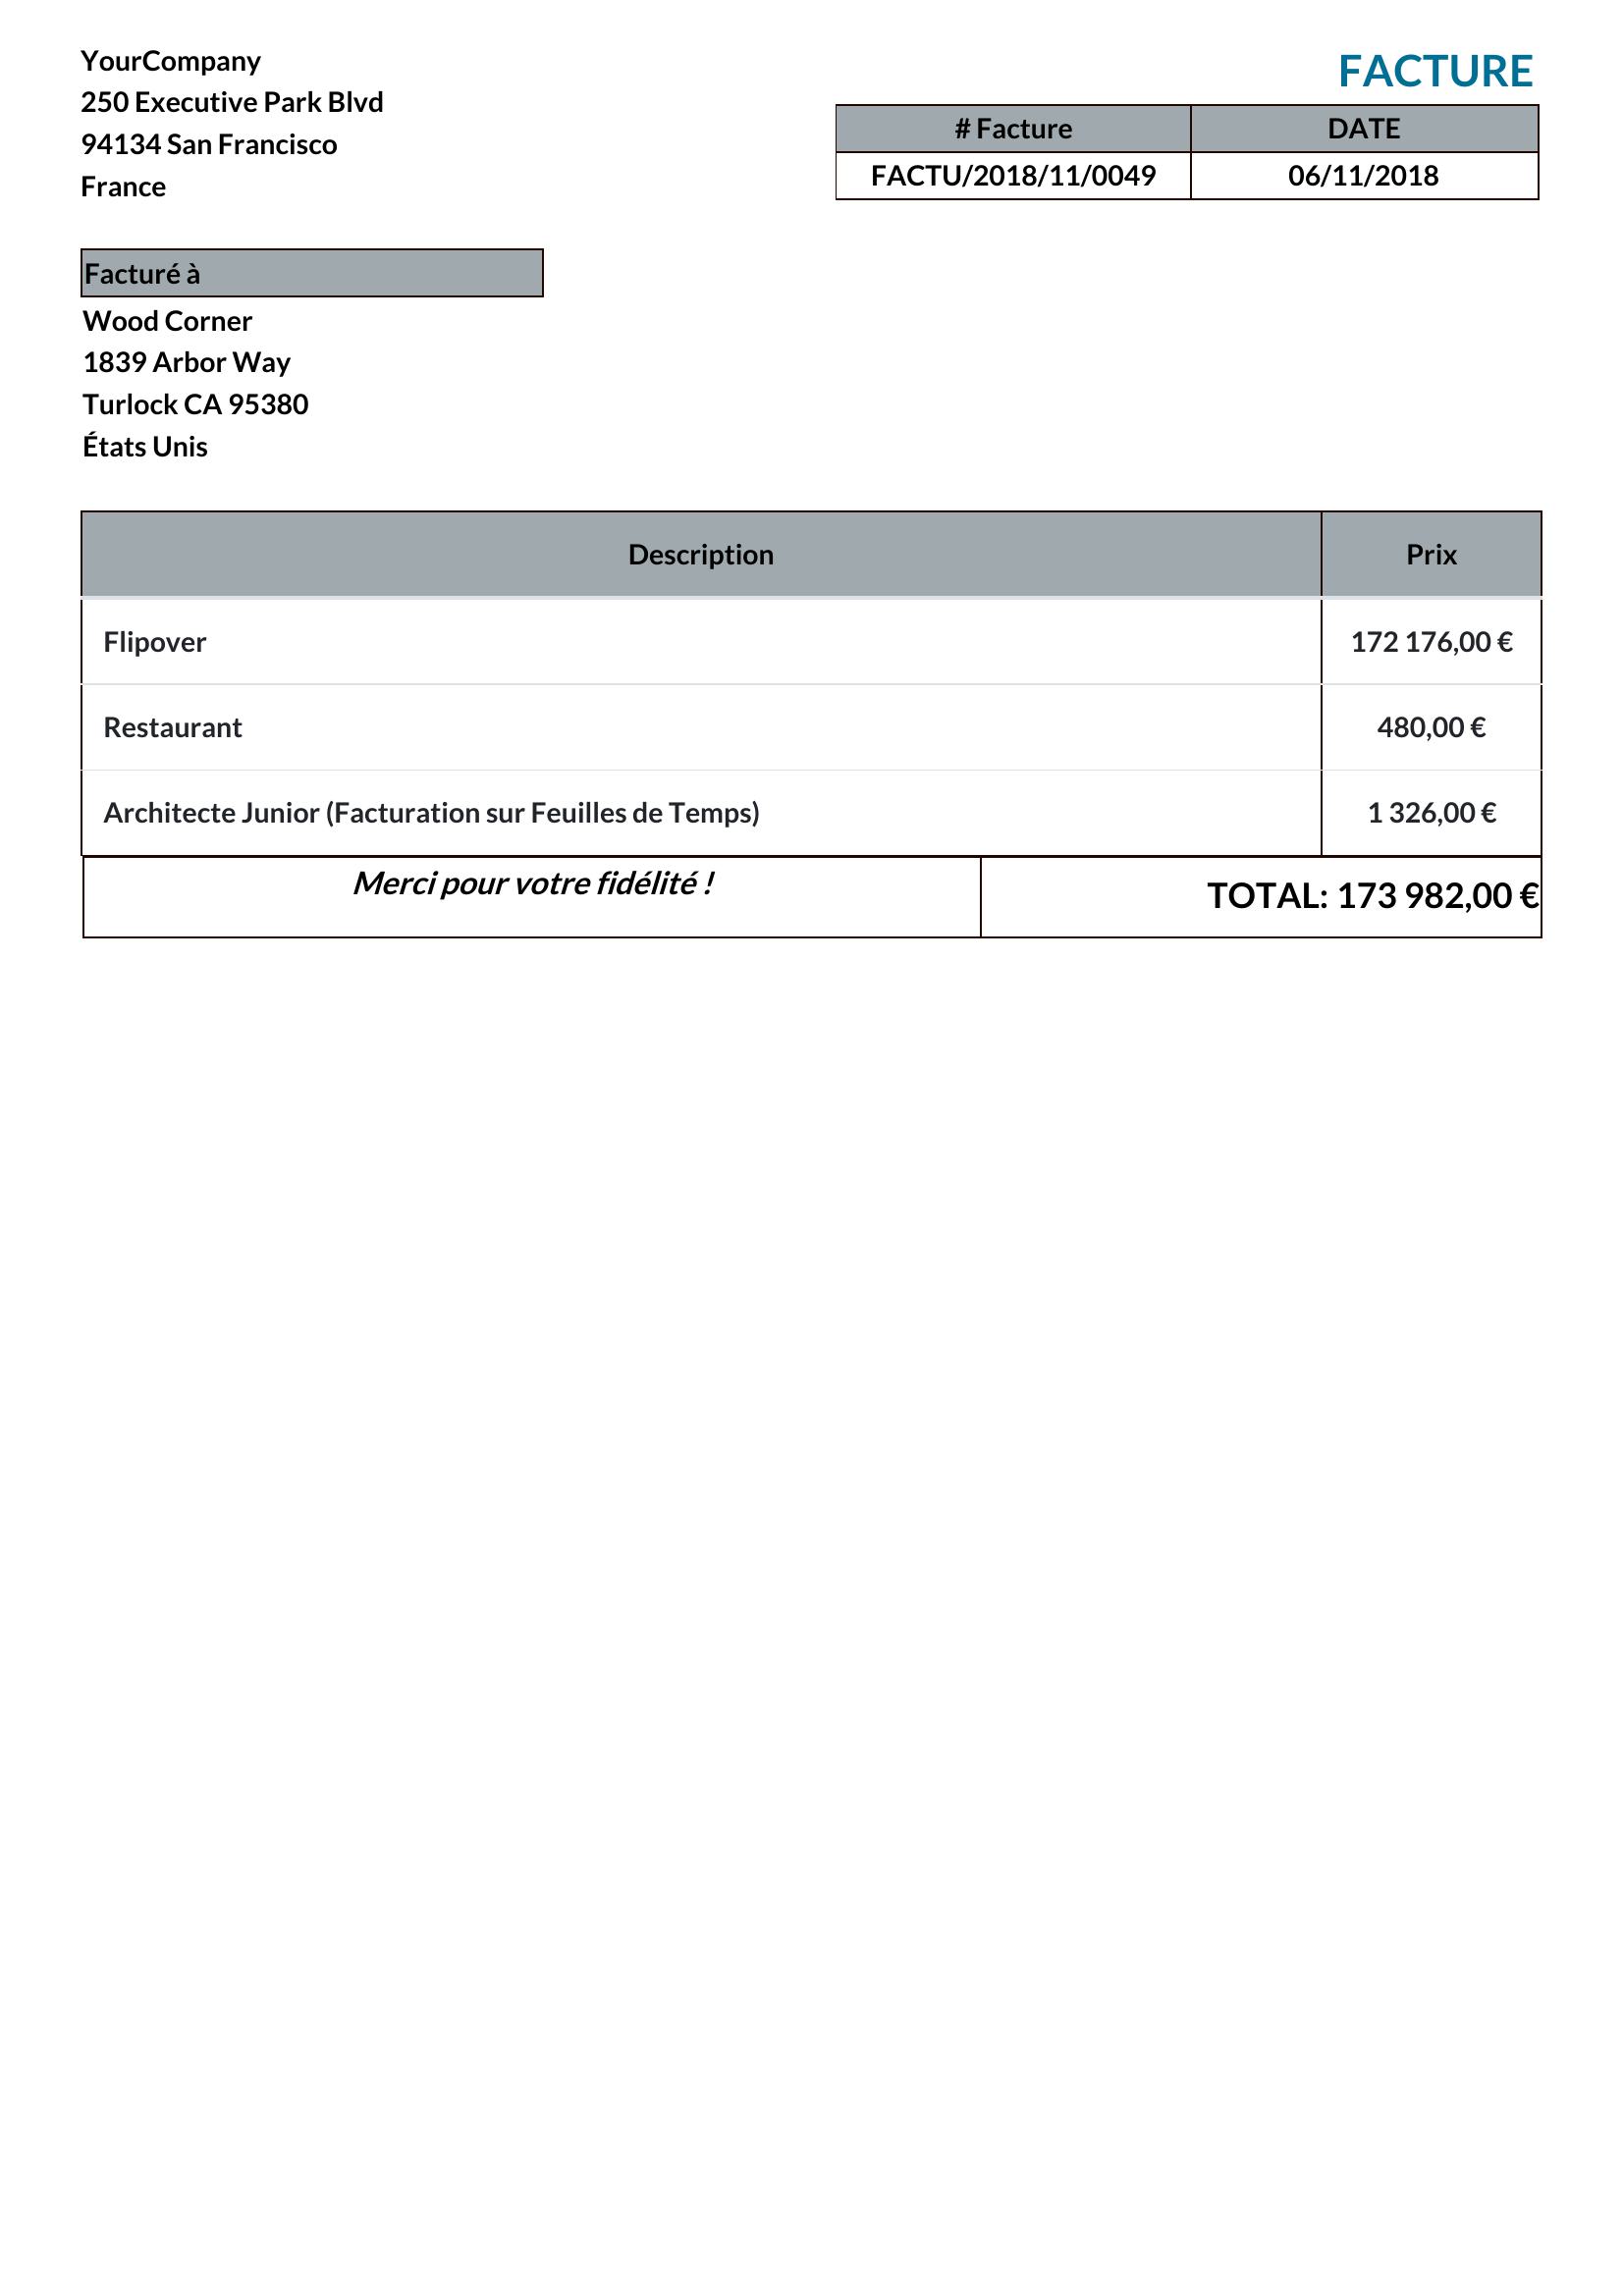 YourCompany
250 Executive Park Blvd
94134 San Francisco
France
FACTURE
# Facture DATE
FACTU/2018/11/0049 06/11/2018
Facturé à
Wood Corner
1839 Arbor Way
Turlock CA 95380
États Unis
Description Prix
Flipover 172 176,00 €
Restaurant 480,00 €
Architecte Junior (Facturation sur Feuilles de Temps) 1 326,00 €
Merci pour votre fidélité ! TOTAL: 173 982,00 €